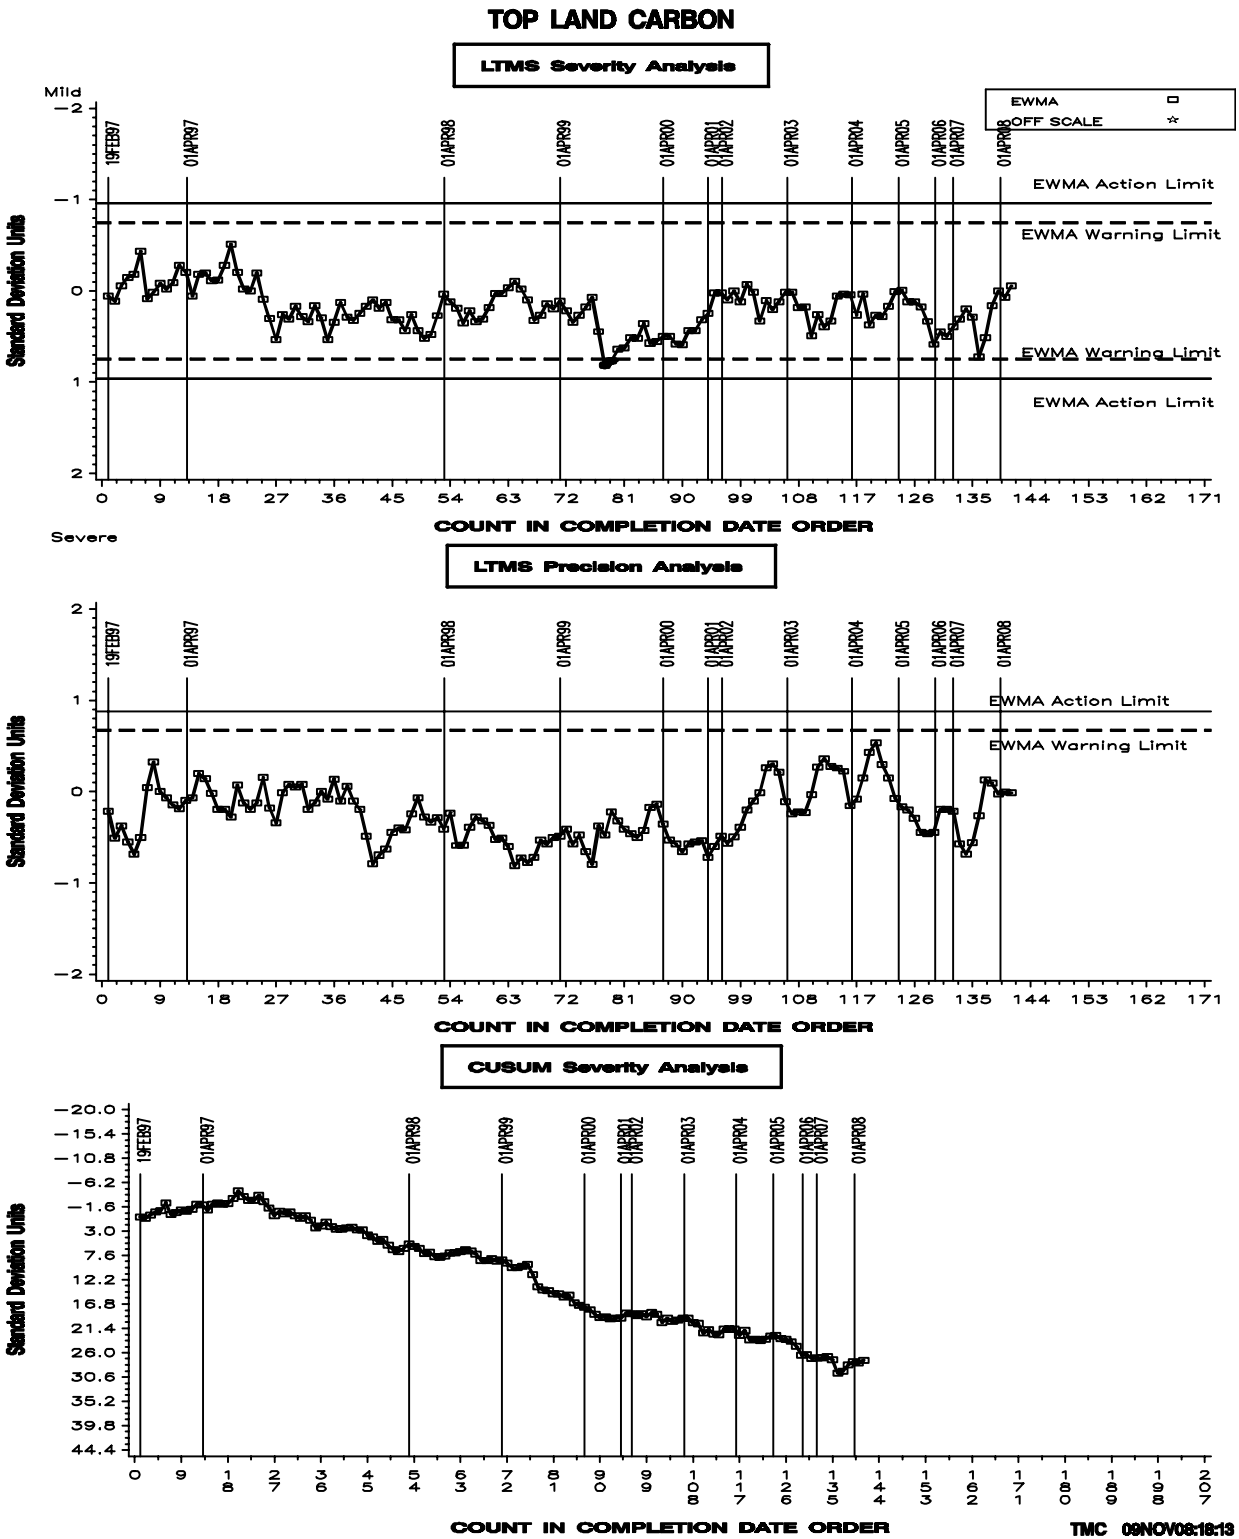 TOP LAND CARBON
LTMS Severity Analysis
Mild
EWMA
OFF SCALE
19FEB97 01APR97 01APR98 01APR99 01APR00 01APR01 01APR02 01APR03 01APR04 01APR05 01APR06 01APR07 01APR08
-2
-1
0
1
2
Standard Deviation Units
EWMA Action Limit
EWMA Warning Limit
EWMA Warning Limit
EWMA Action Limit
0 9 18 27 36 45 54 63 72 81 90 99 108 117 126 135 144 153 162 171
COUNT IN COMPLETION DATE ORDER
Severe
LTMS Precision Analysis
19FEB97 01APR97 01APR98 01APR99 01APR00 01APR01 01APR02 01APR03 01APR04 01APR05 01APR06 01APR07 01APR08
2
1
0
-1
-2
Standard Deviation Units
EWMA Action Limit
EWMA Warning Limit
0 9 18 27 36 45 54 63 72 81 90 99 108 117 126 135 144 153 162 171
COUNT IN COMPLETION DATE ORDER
CUSUM Severity Analysis
19FEB97 01APR97 01APR98 01APR99 01APR00 01APR01 01APR02 01APR03 01APR04 01APR05 01APR06 01APR07 01APR08
-20.0
-15.4
-10.8
-6.2
-1.6
3.0
7.6
12.2
16.8
21.4
26.0
30.6
35.2
39.8
44.4
Standard Deviation Units
0 9 18 27 36 45 54 63 72 81 90 99 108 117 126 135 144 153 162 171 180 189 198 207
COUNT IN COMPLETION DATE ORDER
TMC 09NOV08:18:13